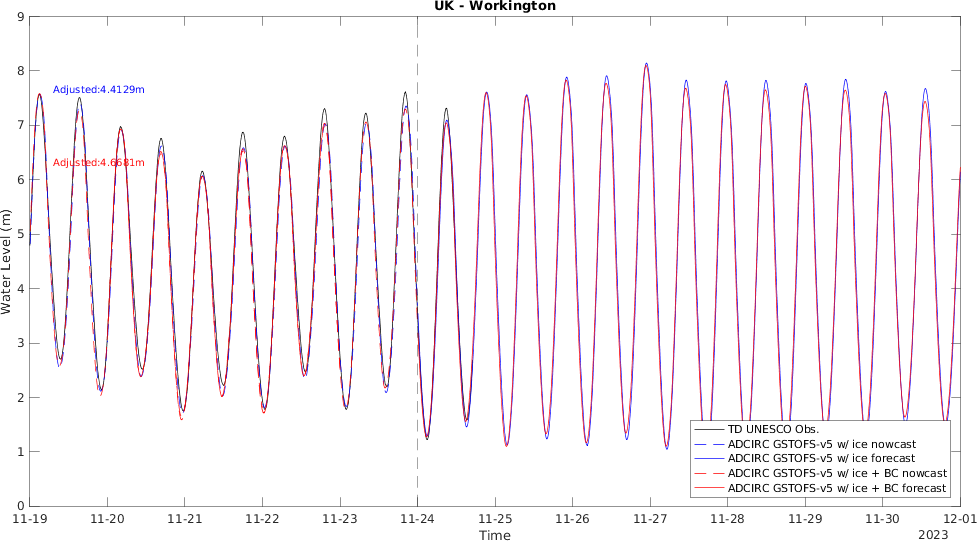 UK - Workington
9
8
7
6
5
4
3
2
1
0
Water Level (m)
Adjusted:4.4129m
Adjusted:4.6681m
TD UNESCO Obs.
ADCIRC GSTOFS-v5 w/ ice nowcast
ADCIRC GSTOFS-v5 w/ ice forecast
ADCIRC GSTOFS-v5 w/ ice + BC nowcast
ADCIRC GSTOFS-v5 w/ ice + BC forecast
11-19 11-20 11-21 11-22 11-23 11-24 11-25 11-26 11-27 11-28 11-29 11-30 12-01
Time
2023